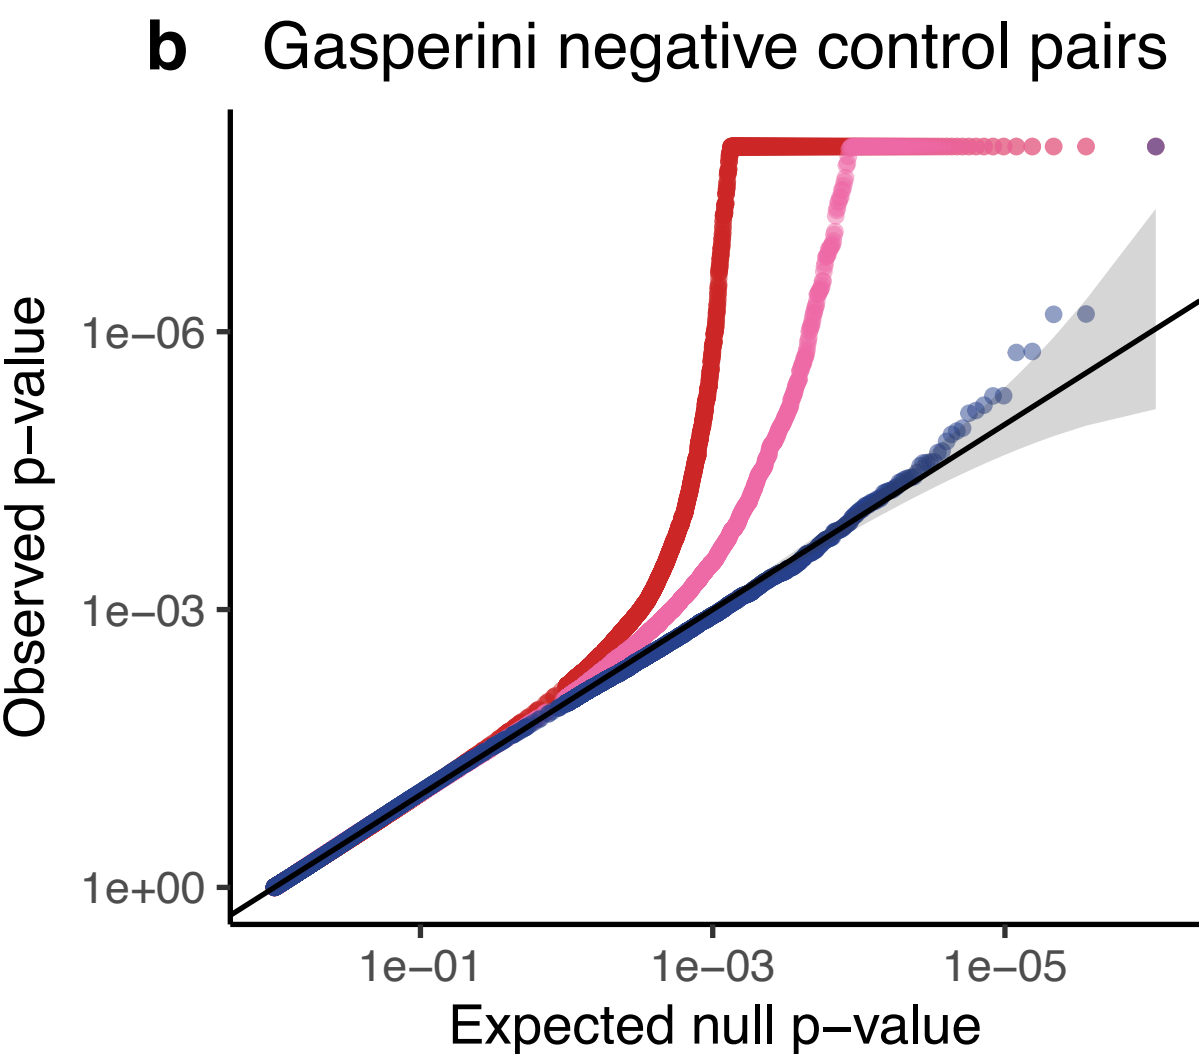 b Gasperini negative control pairs
Observed p−value
1e−06
1e−03
1e+00
1e−01 1e−03 1e−05
Expected null p−value